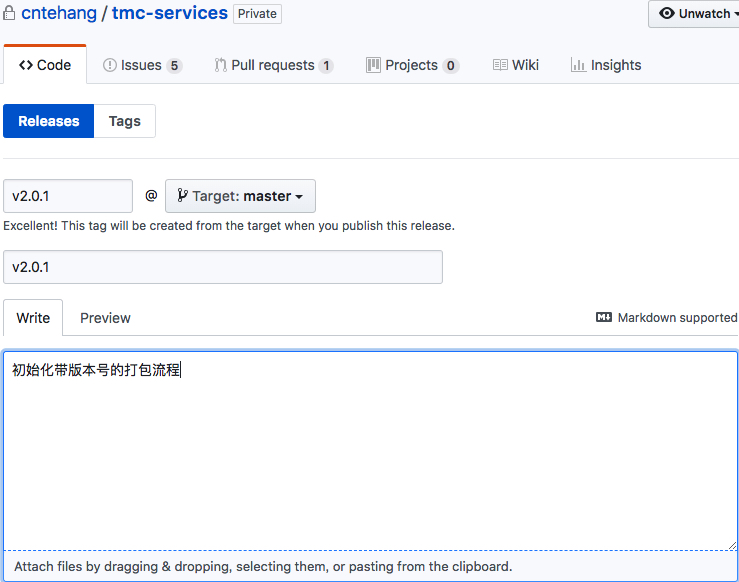 cntehang / tmc-services Private Unwatch
Code Issues 5 Pull requests 1 Projects 0 Wiki Insights
Releases Tags
v2.0.1 @ Target: master
Excellent! This tag will be created from the target when you publish this release.
v2.0.1
Write Preview Markdown supported
初始化带版本号的打包流程
Attach files by dragging & dropping, selecting them, or pasting from the clipboard.